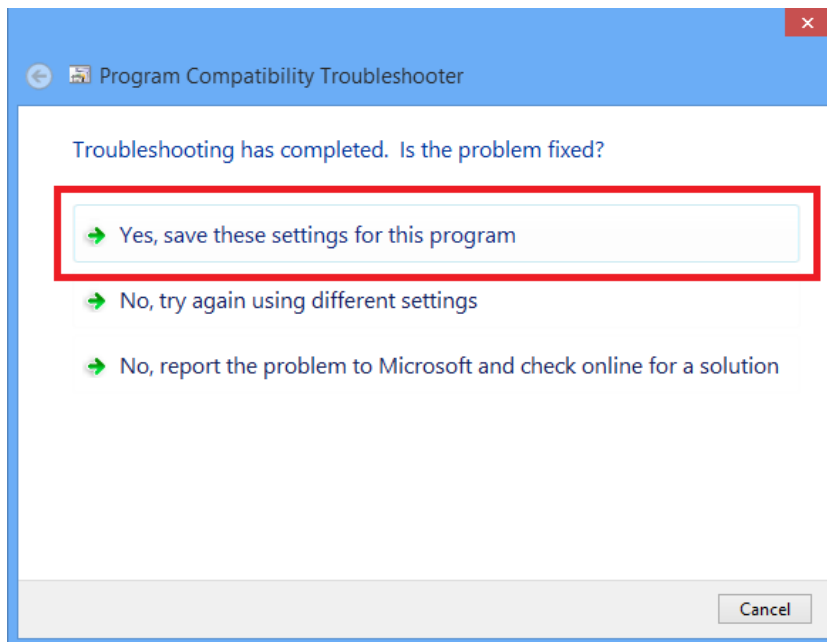 Program Compatibility Troubleshooter
Troubleshooting has completed. Is the problem fixed?
Yes, save these settings for this program
No, try again using different settings
No, report the problem to Microsoft and check online for a solution
Cancel